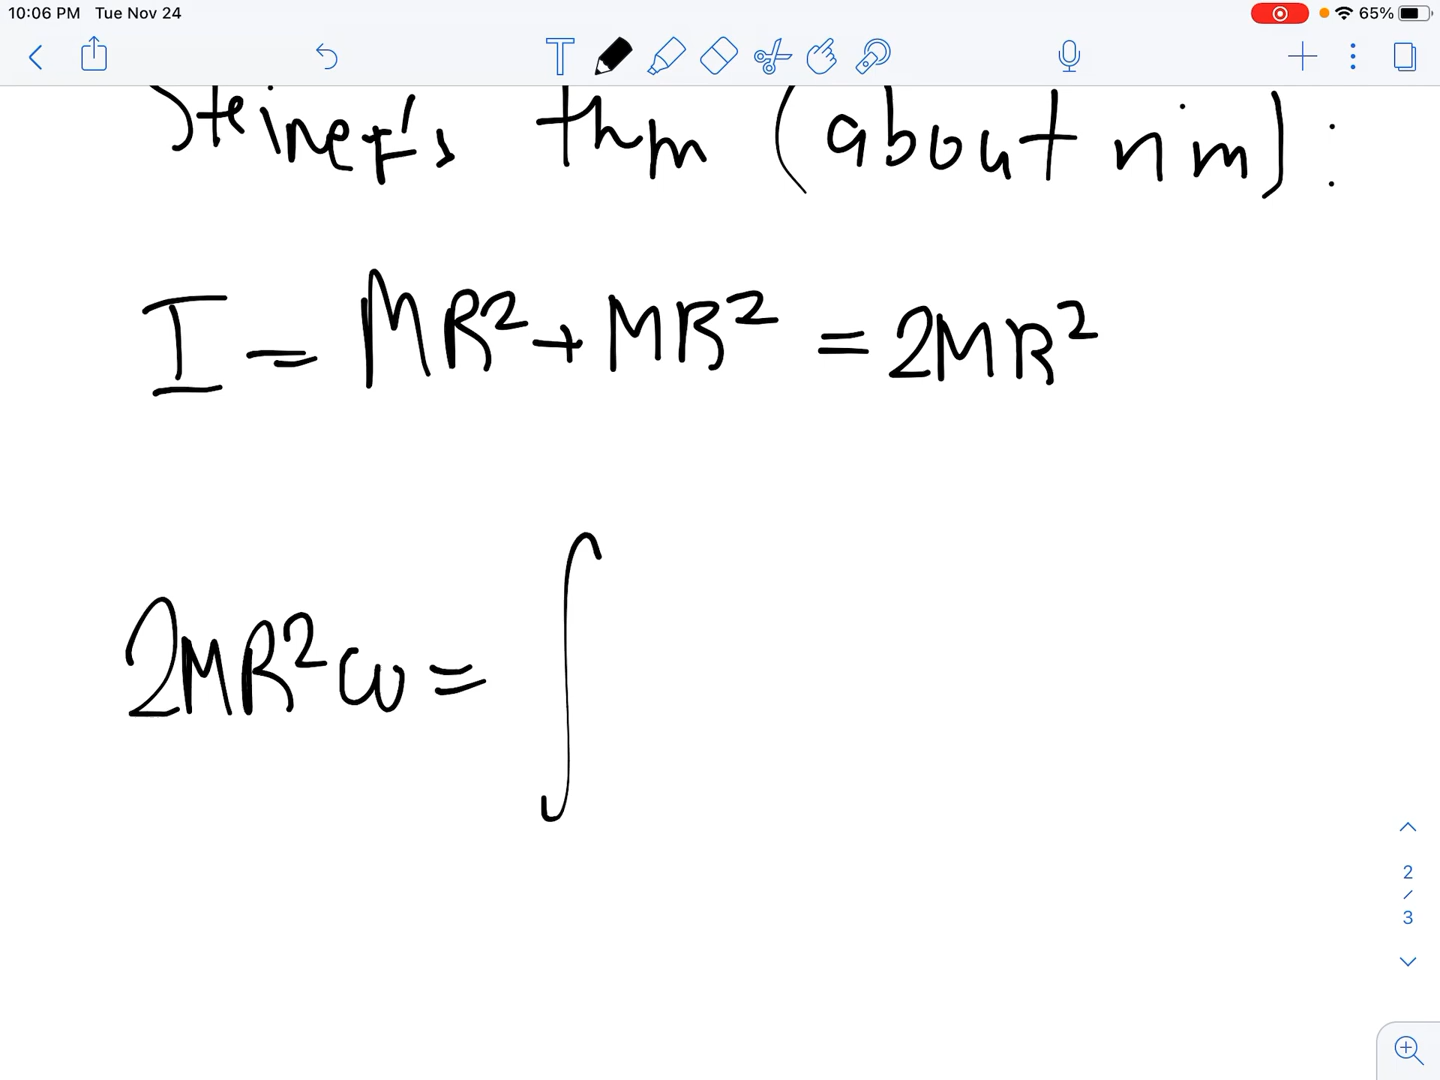 10:06 PM Tue Nov 24 65%
T
Steiner's thm (about rim) :
I = MR² + MR² = 2MR²
2MR²ω = ∫
2
/
3